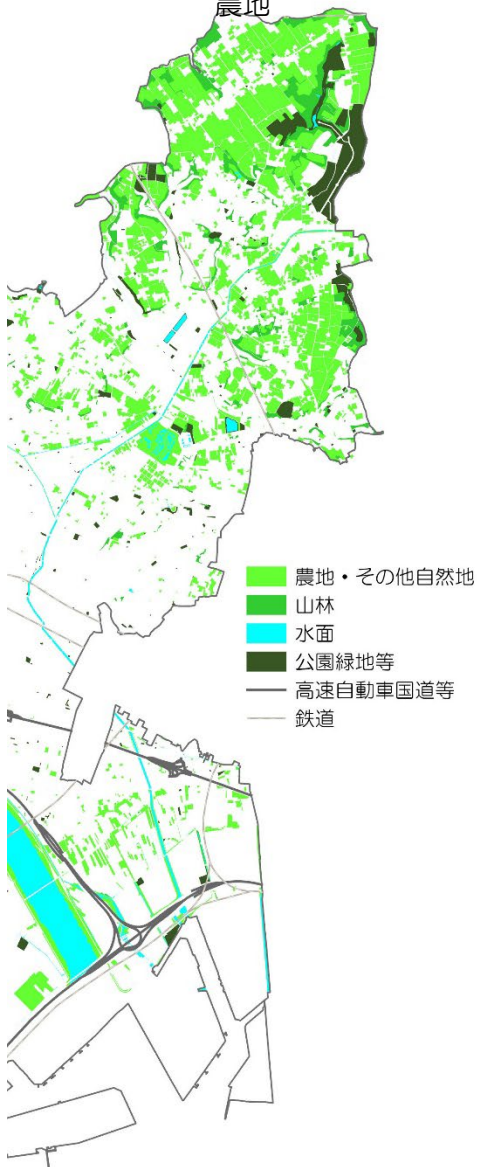 農地
農地・その他自然地
山林
水面
公園緑地等
高速自動車国道等
鉄道